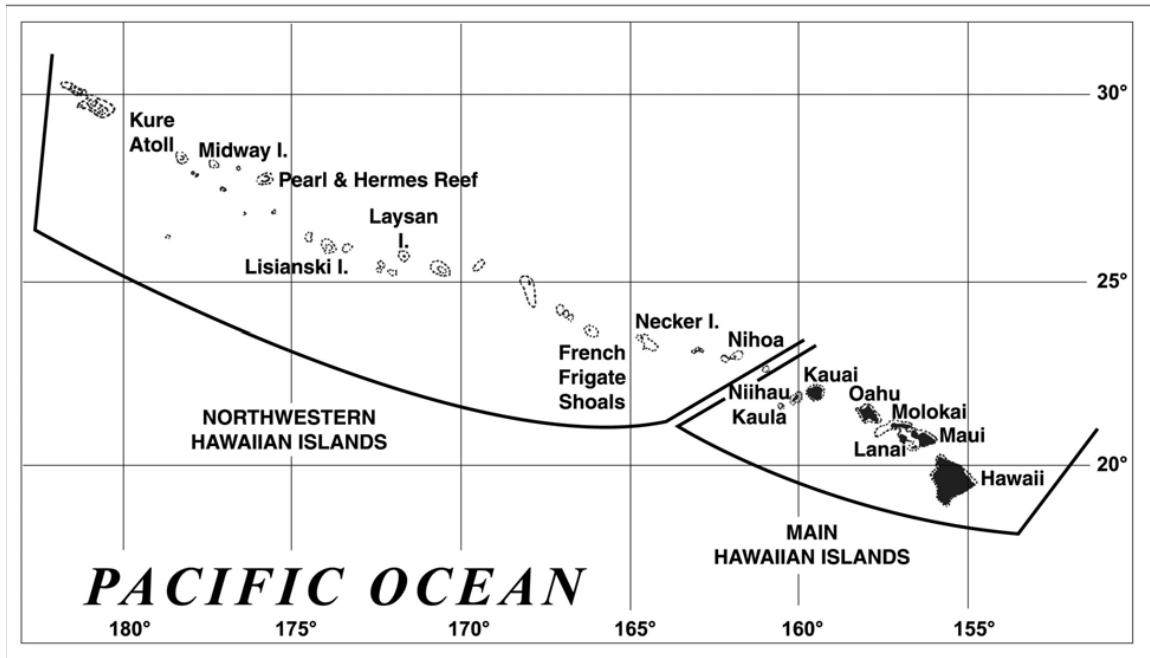 30°
Kure
Atoll
Midway I.
Pearl & Hermes Reef
Laysan
I.
Lisianski I.
25°
Necker I.
Nihoa
French
Frigate
Shoals
Kauai
Niihau
Kaula
Oahu
Molokai
Maui
Lanai
NORTHWESTERN
HAWAIIAN ISLANDS
20°
Hawaii
MAIN
HAWAIIAN ISLANDS
PACIFIC OCEAN
180° 175° 170° 165° 160° 155°